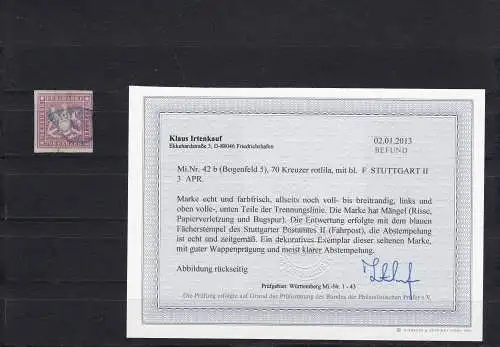 Klaus Irtenkauf
Ekkehardstraße 5, D-88046 Friedrichshafen
02.01.2013
BEFUND
Mi.Nr. 42 b (Bogenfeld 5), 70 Kreuzer rotlila, mit bl. F STUTTGART II
3 APR.
Marke echt und farbfrisch, allseits noch voll- bis breitrandig, links und
oben volle-, unten Teile der Trennungslinie. Die Marke hat Mängel (Risse,
Papierverletzung und Bugspur). Die Entwertung erfolgte mit dem blauen
Fächerstempel des Stuttgarter Postamtes II (Fahrpost), die Abstempelung
ist echt und zeitgemäß. Ein dekoratives Exemplar dieser seltenen Marke,
mit guter Wappenprägung und meist klarer Abstempelung.
Abbildung rückseitig
Prüfgebiet: Württemberg Mi.-Nr. 1 - 43
Die Prüfung erfolgte auf Grund der Prüfordnung des Bundes der Philatelistischen Prüfer e.V.